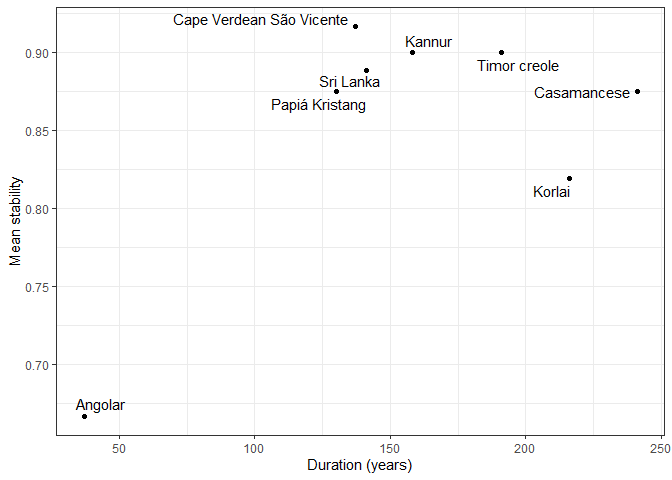 Cape Verdean São Vicente
Kannur
Timor creole
Sri Lanka
Casamancese
Papiá Kristang
Korlai
Angolar
0.90
0.85
0.80
0.75
0.70
Mean stability
50
100
150
200
250
Duration (years)